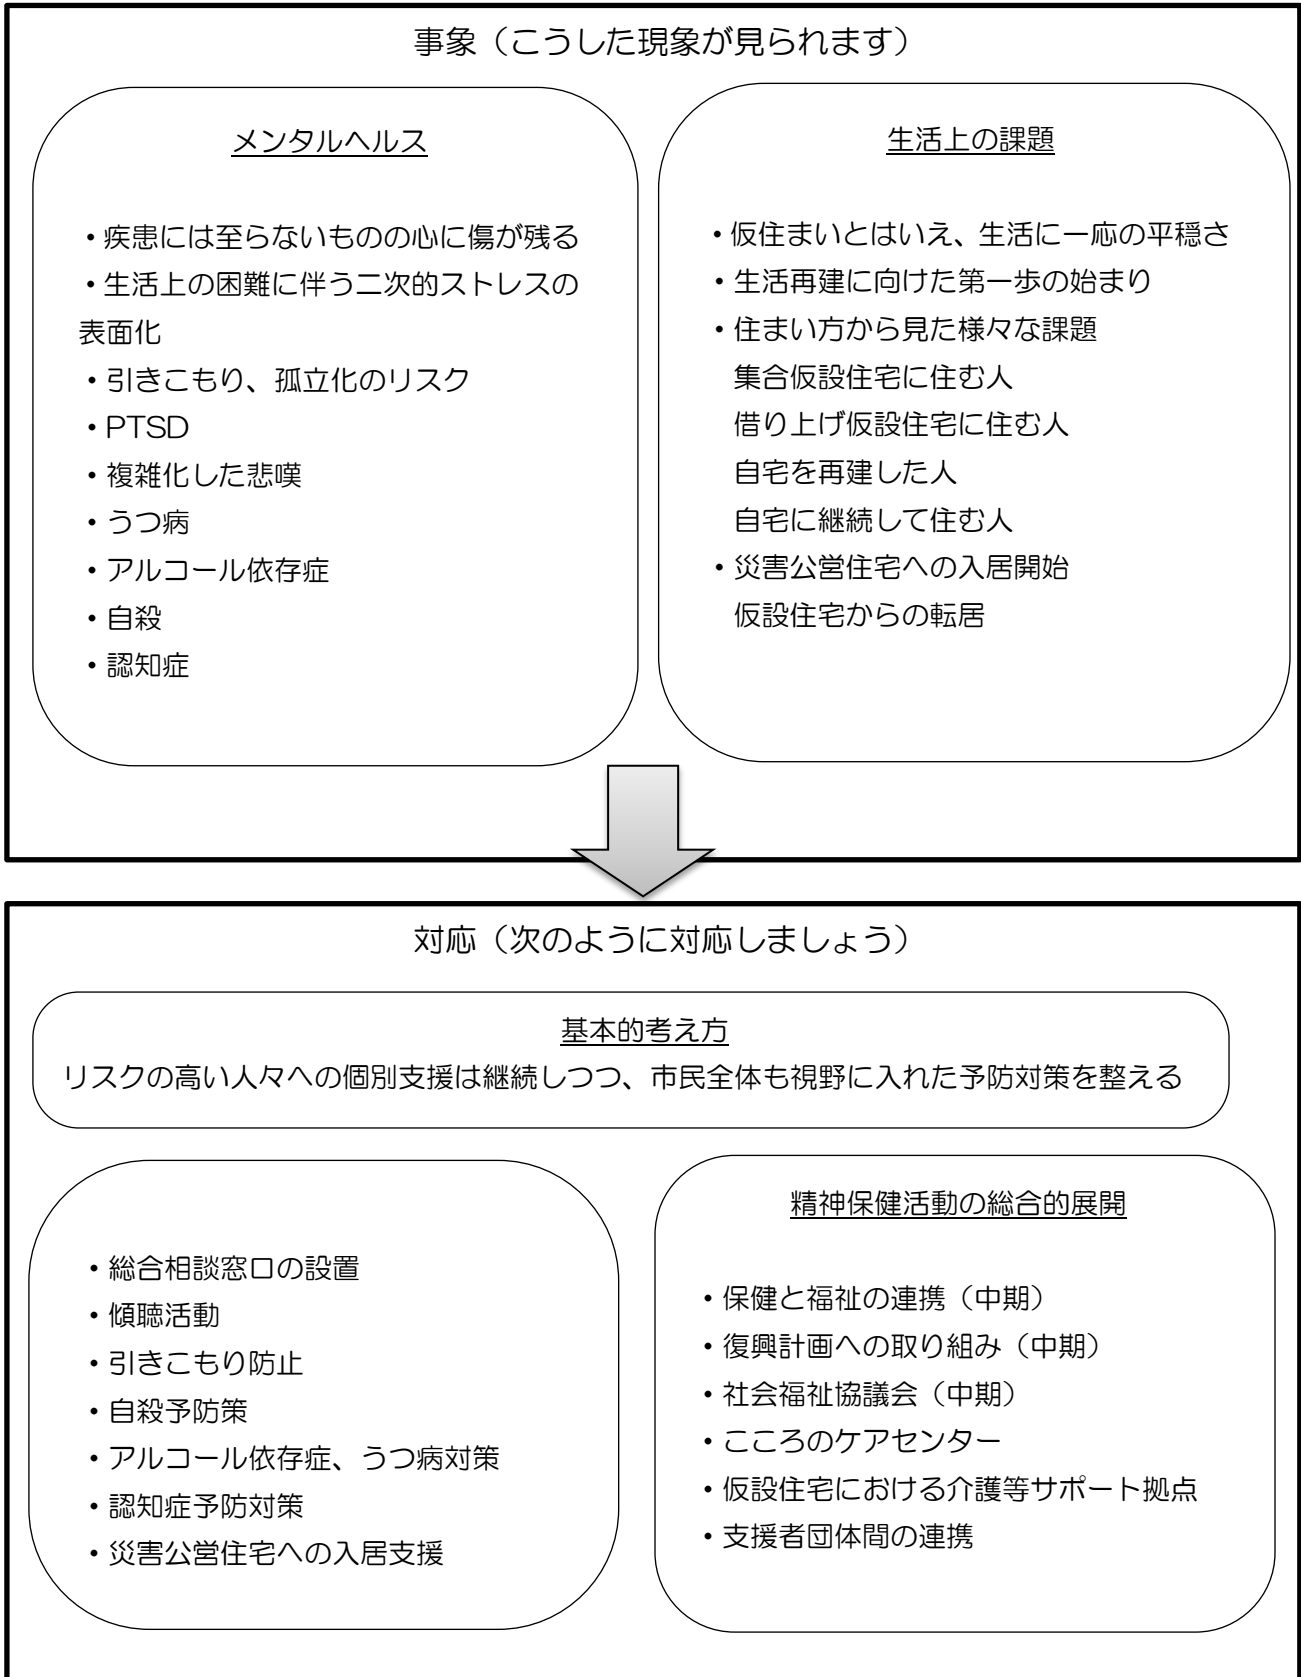 事象（こうした現象が見られます）
メンタルヘルス
・疾患には至らないものの心に傷が残る
・生活上の困難に伴う二次的ストレスの
表面化
・引きこもり、孤立化のリスク
・PTSD
・複雑化した悲嘆
・うつ病
・アルコール依存症
・自殺
・認知症
生活上の課題
・仮住まいとはいえ、生活に一応の平穏さ
・生活再建に向けた第一歩の始まり
・住まい方から見た様々な課題
集合仮設住宅に住む人
借り上げ仮設住宅に住む人
自宅を再建した人
自宅に継続して住む人
・災害公営住宅への入居開始
仮設住宅からの転居
対応（次のように対応しましょう）
基本的考え方
リスクの高い人々への個別支援は継続しつつ、市民全体も視野に入れた予防対策を整える
・総合相談窓口の設置
・傾聴活動
・引きこもり防止
・自殺予防策
・アルコール依存症、うつ病対策
・認知症予防対策
・災害公営住宅への入居支援
精神保健活動の総合的展開
・保健と福祉の連携（中期）
・復興計画への取り組み（中期）
・社会福祉協議会（中期）
・こころのケアセンター
・仮設住宅における介護等サポート拠点
・支援者団体間の連携